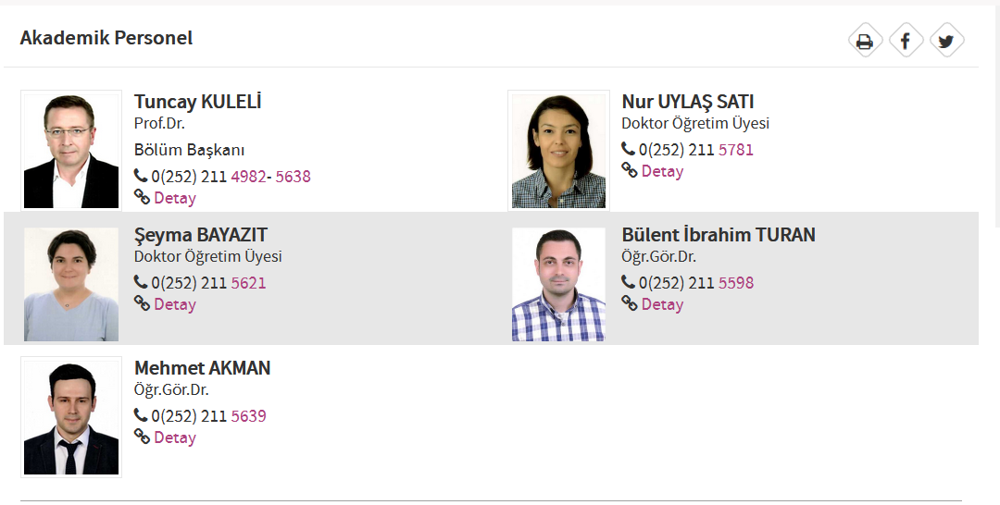 Akademik Personel
Tuncay KULELİ
Prof.Dr.
Bölüm Başkanı
0(252) 211 4982- 5638
Detay
Nur UYLAŞ SATI
Doktor Öğretim Üyesi
0(252) 211 5781
Detay
Şeyma BAYAZIT
Doktor Öğretim Üyesi
0(252) 211 5621
Detay
Bülent İbrahim TURAN
Öğr.Gör.Dr.
0(252) 211 5598
Detay
Mehmet AKMAN
Öğr.Gör.Dr.
0(252) 211 5639
Detay